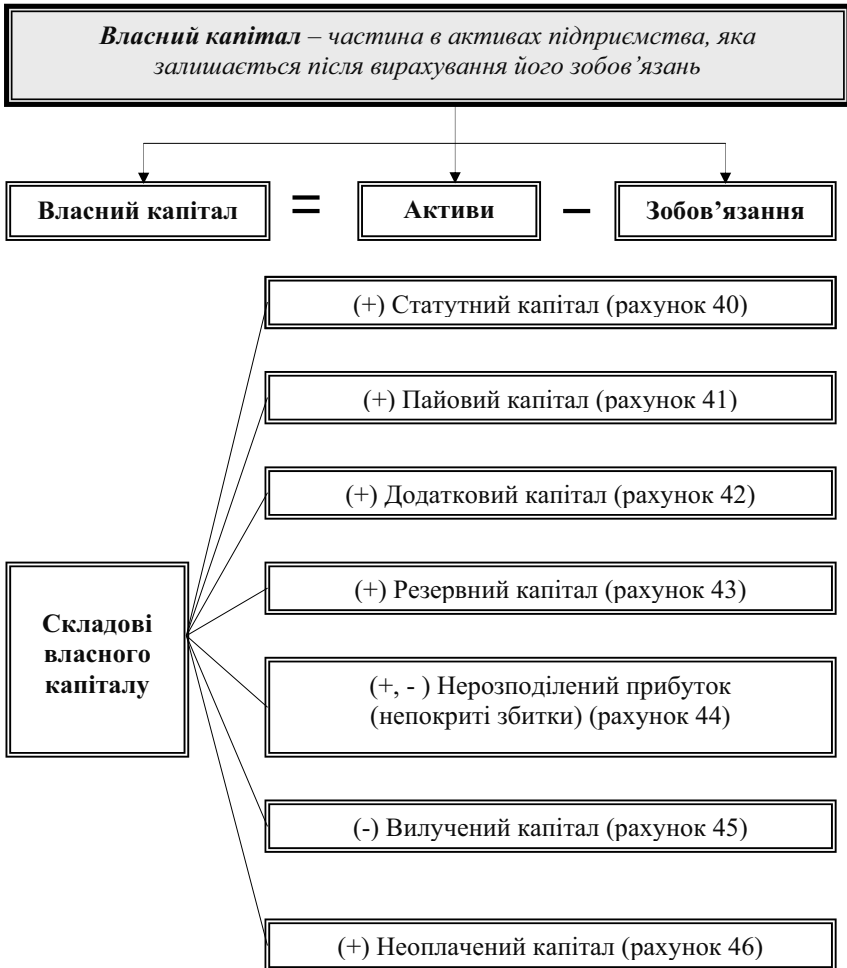 Власний капітал – частина в активах підприємства, яка
залишається після вирахування його зобов’язань
Власний капітал = Активи – Зобов’язання
(+) Статутний капітал (рахунок 40)
(+) Пайовий капітал (рахунок 41)
(+) Додатковий капітал (рахунок 42)
(+) Резервний капітал (рахунок 43)
Складові
власного
капіталу
(+, - ) Нерозподілений прибуток
(непокриті збитки) (рахунок 44)
(-) Вилучений капітал (рахунок 45)
(+) Неоплачений капітал (рахунок 46)